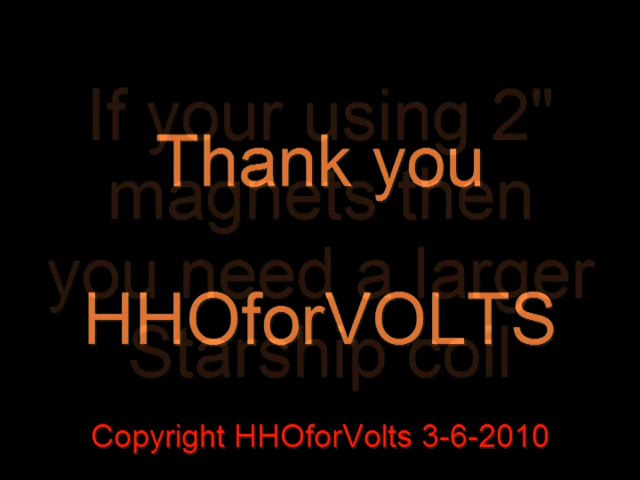 If your using 2"
Thank you
magnets then
you need a larger
HHOforVOLTS
Starship coil
Copyright HHOforVolts 3-6-2010